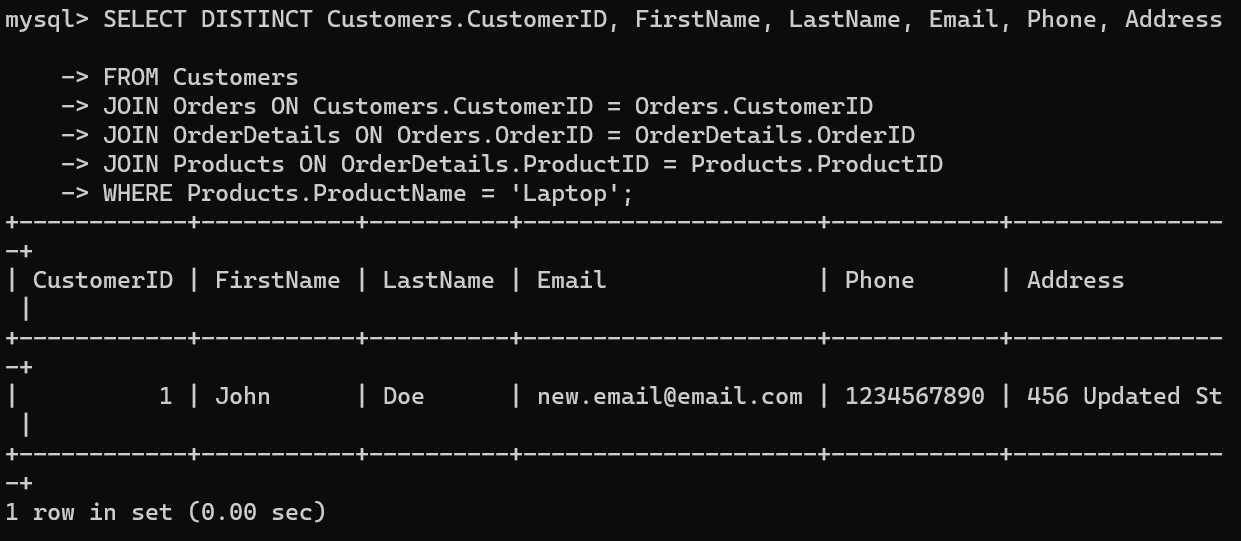 mysql> SELECT DISTINCT Customers.CustomerID, FirstName, LastName, Email, Phone, Address
    -> FROM Customers
    -> JOIN Orders ON Customers.CustomerID = Orders.CustomerID
    -> JOIN OrderDetails ON Orders.OrderID = OrderDetails.OrderID
    -> JOIN Products ON OrderDetails.ProductID = Products.ProductID
    -> WHERE Products.ProductName = 'Laptop';
+------------+-----------+----------+---------------------+------------+---------------
-+
| CustomerID | FirstName | LastName | Email               | Phone      | Address
 |
+------------+-----------+----------+---------------------+------------+---------------
-+
|          1 | John      | Doe      | new.email@email.com | 1234567890 | 456 Updated St
 |
+------------+-----------+----------+---------------------+------------+---------------
-+
1 row in set (0.00 sec)